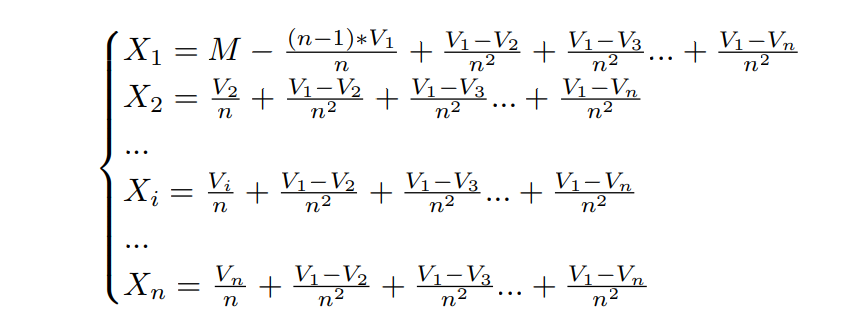 X_1 = M − \frac{(n−1)*V_1}{n} + \frac{V_1−V_2}{n^2} + \frac{V_1−V_3}{n^2} ... + \frac{V_1−V_n}{n^2}
X_2 = \frac{V_2}{n} + \frac{V_1−V_2}{n^2} + \frac{V_1−V_3}{n^2} ... + \frac{V_1−V_n}{n^2}
...
X_i = \frac{V_i}{n} + \frac{V_1−V_2}{n^2} + \frac{V_1−V_3}{n^2} ... + \frac{V_1−V_n}{n^2}
...
X_n = \frac{V_n}{n} + \frac{V_1−V_2}{n^2} + \frac{V_1−V_3}{n^2} ... + \frac{V_1−V_n}{n^2}